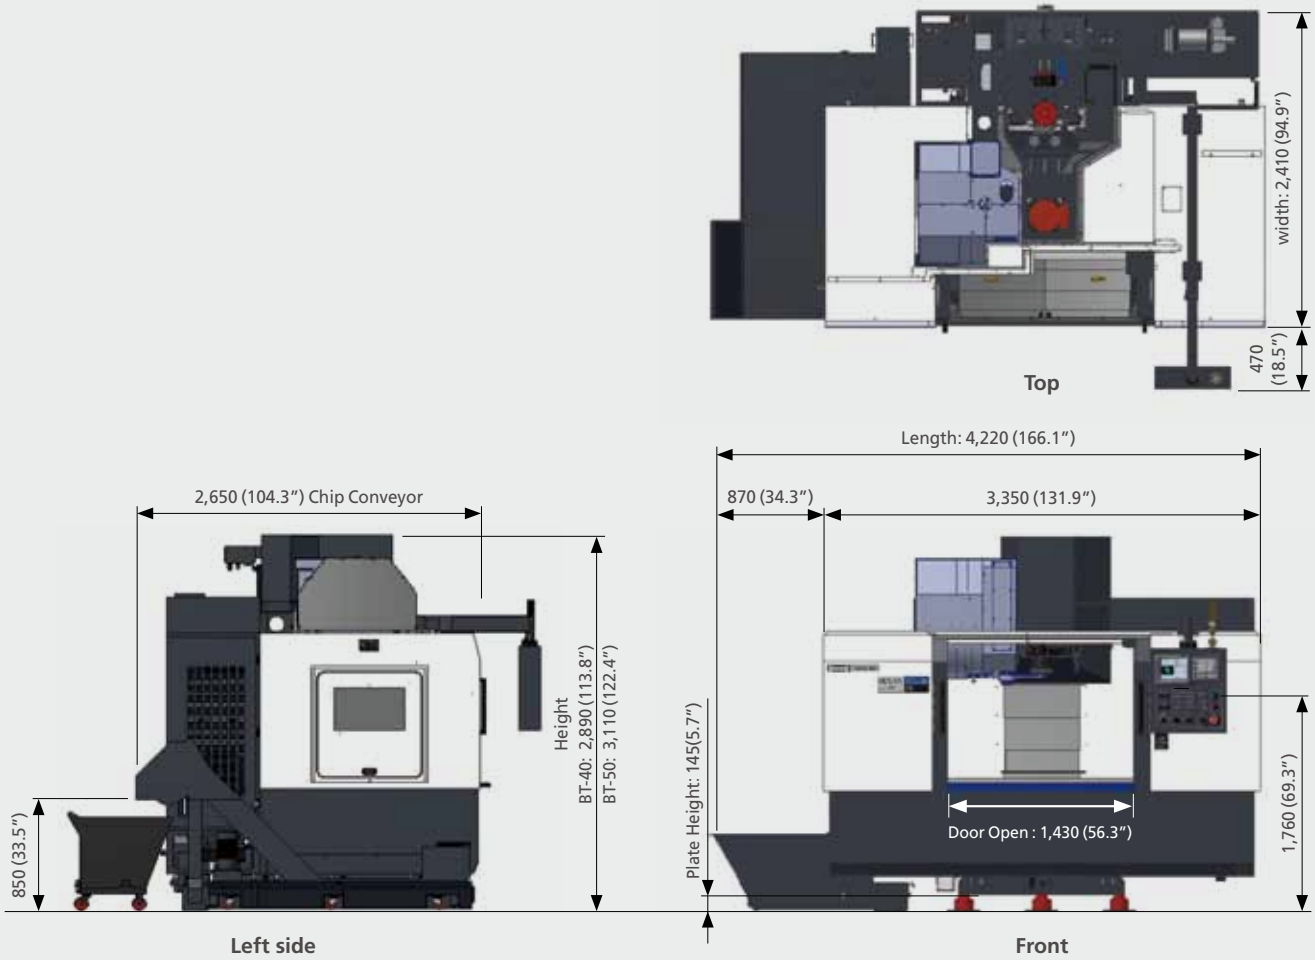 width: 2,410 (94.9”)
470
(18.5”)
Top
Length: 4,220 (166.1”)
870 (34.3”)
3,350 (131.9”)
2,650 (104.3”) Chip Conveyor
Height
BT-40: 2,890 (113.8”)
BT-50: 3,110 (122.4”)
850 (33.5”)
Plate Height: 145(5.7”)
Door Open : 1,430 (56.3”)
1,760 (69.3”)
Left side
Front